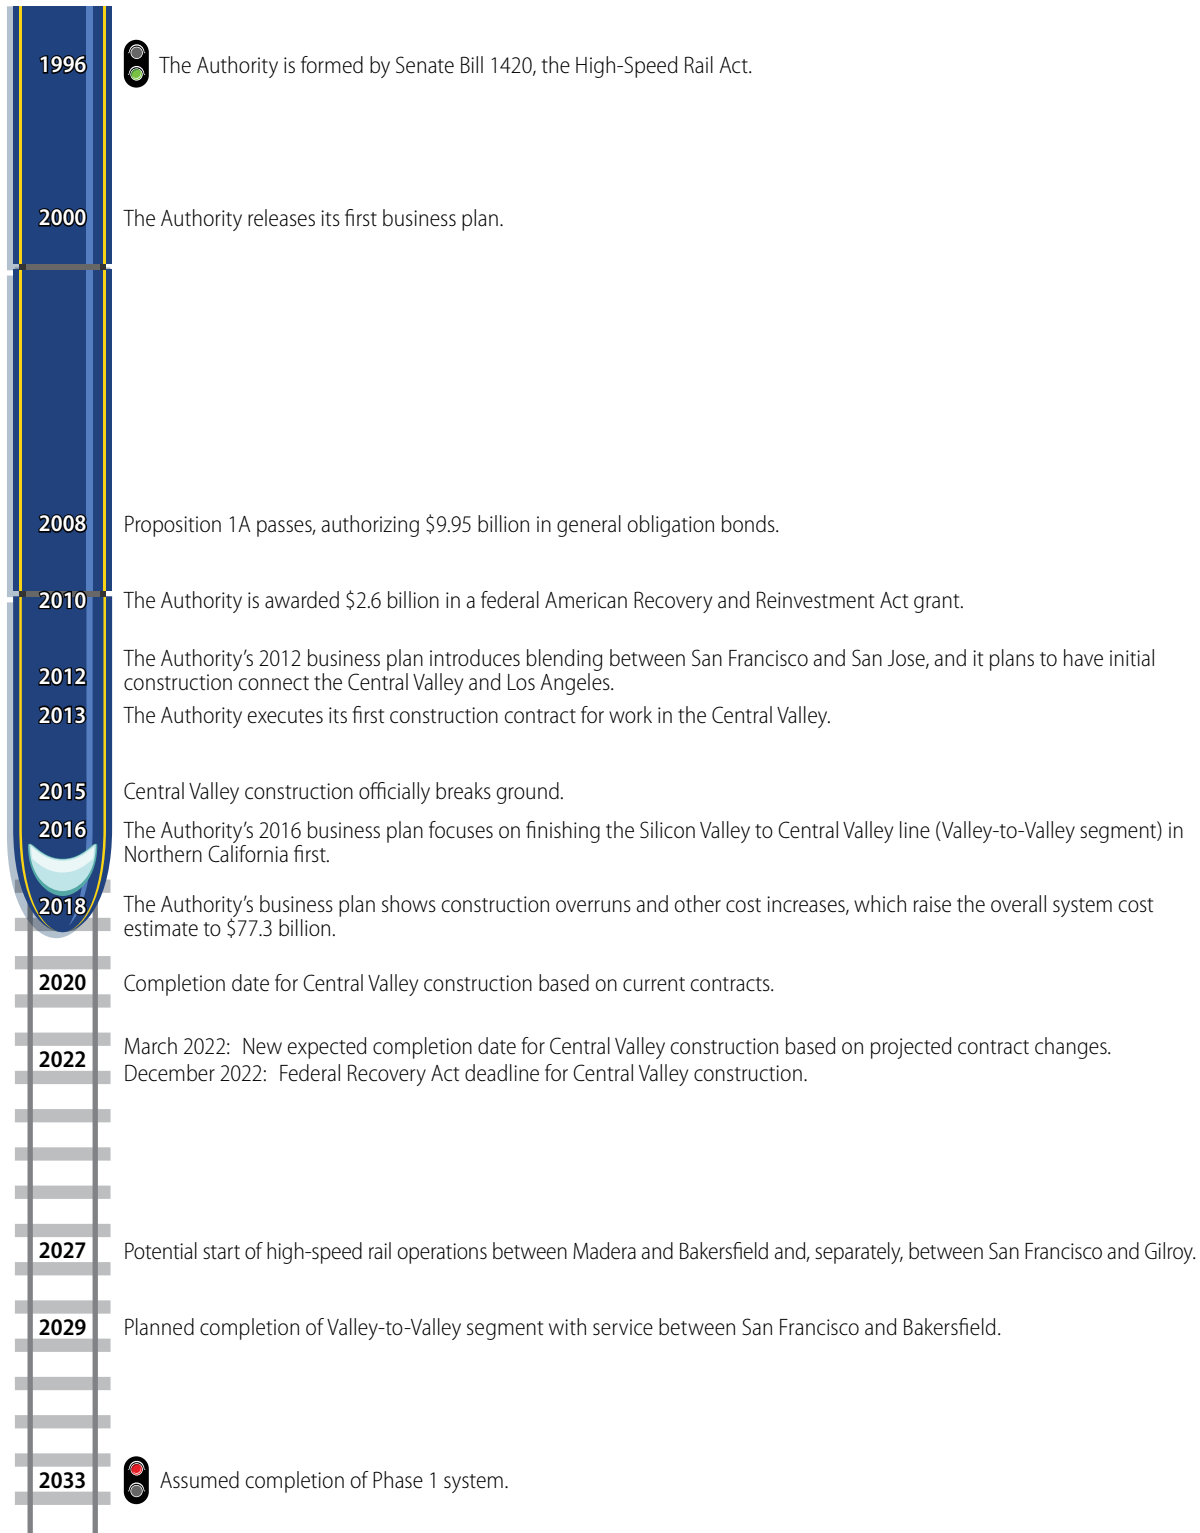 1996 The Authority is formed by Senate Bill 1420, the High-Speed Rail Act.
2000 The Authority releases its first business plan.
2008 Proposition 1A passes, authorizing $9.95 billion in general obligation bonds.
2010 The Authority is awarded $2.6 billion in a federal American Recovery and Reinvestment Act grant.
2012 The Authority’s 2012 business plan introduces blending between San Francisco and San Jose, and it plans to have initial
construction connect the Central Valley and Los Angeles.
2013 The Authority executes its first construction contract for work in the Central Valley.
2015 Central Valley construction officially breaks ground.
2016 The Authority’s 2016 business plan focuses on finishing the Silicon Valley to Central Valley line (Valley-to-Valley segment) in
Northern California first.
2018 The Authority’s business plan shows construction overruns and other cost increases, which raise the overall system cost
estimate to $77.3 billion.
2020 Completion date for Central Valley construction based on current contracts.
2022 March 2022: New expected completion date for Central Valley construction based on projected contract changes.
December 2022: Federal Recovery Act deadline for Central Valley construction.
2027 Potential start of high-speed rail operations between Madera and Bakersfield and, separately, between San Francisco and Gilroy.
2029 Planned completion of Valley-to-Valley segment with service between San Francisco and Bakersfield.
2033 Assumed completion of Phase 1 system.